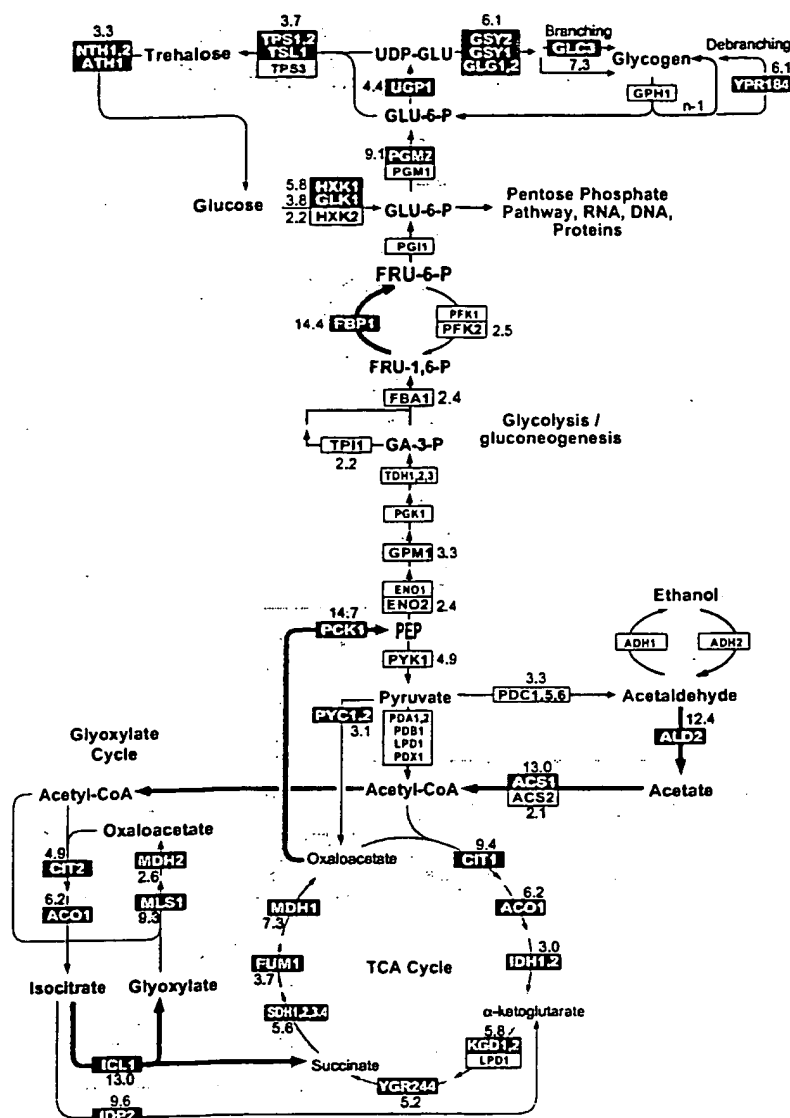 3.3
NTH1,2
ATH1
Trehalose
3.7
TPS1,2
TSL1
TPS3
UDP-GLU
6.1
GSY2
GSY1
GLG1,2
Branching
GLC3
7.3
Glycogen
Debranching
6.1
YPR184
GPH1
n-1
4.4 UGP1
GLU-6-P
9.1 PGM2
PGM1
Glucose
5.8 HXK1
3.8 GLK1
2.2 HXK2
GLU-6-P
Pentose Phosphate
Pathway, RNA, DNA,
Proteins
PGI1
FRU-6-P
14.4 FBP1
PFK1
PFK2 2.5
FRU-1,6-P
FBA1 2.4
Glycolysis /
gluconeogenesis
TPI1
2.2
GA-3-P
TDH1,2,3
PGK1
GPM1 3.3
ENO1
ENO2 2.4
14.7
PCK1
PEP
PYK1 4.9
Ethanol
ADH1
ADH2
Pyruvate
3.3
PDC1,5,6
Acetaldehyde
PYC1,2
3.1
PDA1,2
PDB1
LPD1
PDX1
12.4
ALD2
Glyoxylate
Cycle
Acetyl-CoA
Acetyl-CoA
13.0
ACS1
ACS2
2.1
Acetate
Oxaloacetate
4.9
CIT2
MDH2
2.6
6.2
ACO1
MLS1
9.3
Isocitrate
Glyoxylate
ICL1
13.0
9.6
IDP2
Oxaloacetate
9.4
CIT1
6.2
ACO1
3.0
IDH1,2
α-ketoglutarate
5.8
KGD1,2
LPD1
YGR244
5.2
Succinate
SDH1,2,3,4
5.6
FUM1
3.7
MDH1
7.3
TCA Cycle